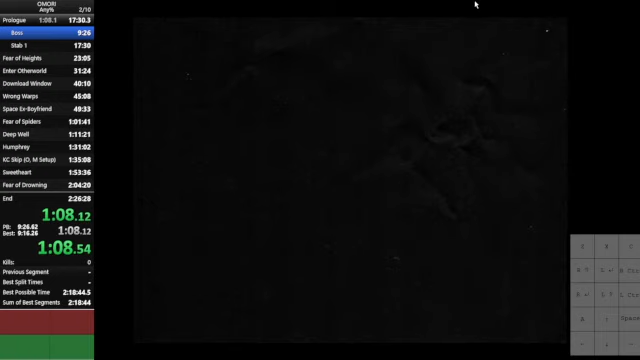 OMORI
Any% 2/10
Prologue 1:08.1 17:30.3
Boss 9:26
Stab 1 17:30
Fear of Heights 23:05
Enter Otherworld 31:24
Download Window 40:10
Wrong Warps 45:08
Space Ex-Boyfriend 49:33
Fear of Spiders 1:01:41
Deep Well 1:11:21
Humphrey 1:31:02
KC Skip (O, M Setup) 1:35:08
Sweetheart 1:53:36
Fear of Drowning 2:04:20
End 2:26:28
1:08.12
PB: 9:26.62
Best: 9:16.26 1:08.12
1:08.54
Kills: 0
Previous Segment -
Best Split Times -
Best Possible Time 2:18:44.5
Sum of Best Segments 2:18:44
L Ctr
Space